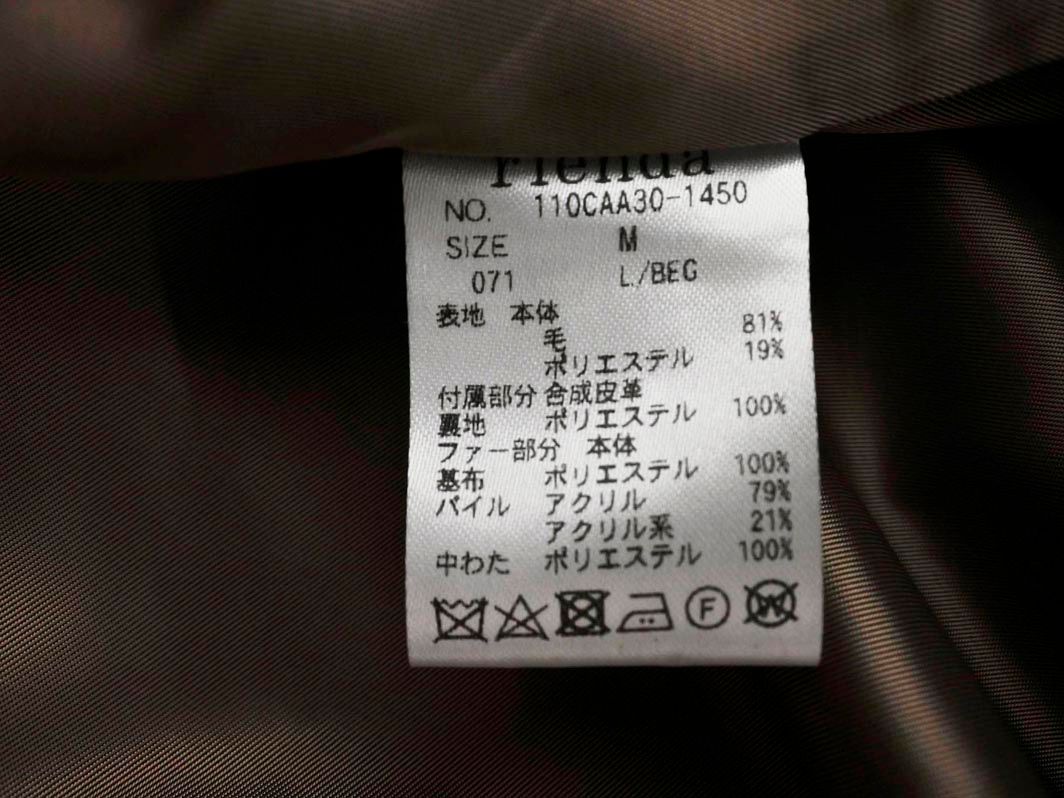 rienda
NO. 110CAA30-1450
SIZE M
071 L/BEG
表地 本体
毛 81%
ポリエステル 19%
付属部分 合成皮革
裏地 ポリエステル 100%
ファー部分 本体
基布 ポリエステル 100%
パイル アクリル 79%
アクリル系 21%
中わた ポリエステル 100%
F W